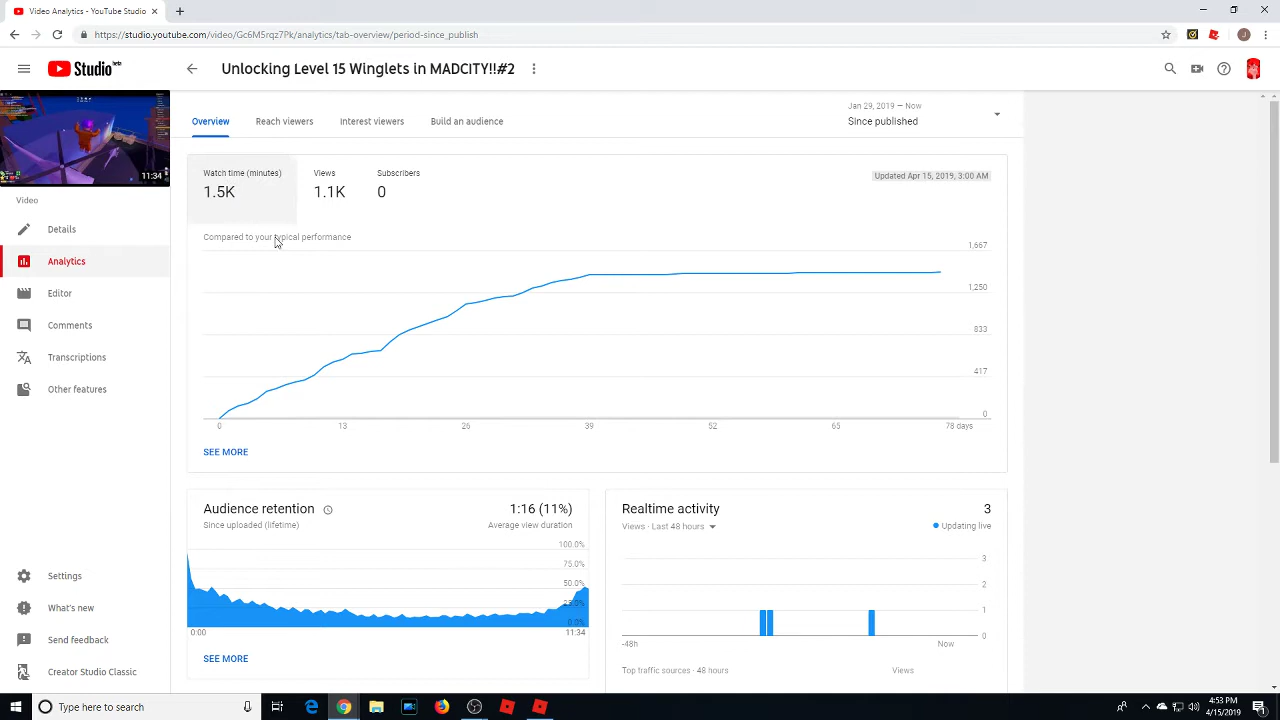 Video Analytics - YouTube Studio
https://studio.youtube.com/video/Gc6M5rqz7Pk/analytics/tab-overview/period-since_publish
J
Studio beta
Unlocking Level 15 Winglets in MADCITY!!#2
11:34
Video
Details
Analytics
Editor
Comments
Transcriptions
Other features
Settings
What's new
Send feedback
Creator Studio Classic
Overview
Reach viewers
Interest viewers
Build an audience
Jan 29, 2019 – Now
Since published
Watch time (minutes)
1.5K
Views
1.1K
Subscribers
0
Updated Apr 15, 2019, 3:00 AM
Compared to your typical performance
1,667
1,250
833
417
0
0 13 26 39 52 65 78 days
SEE MORE
Audience retention
1:16 (11%)
Since uploaded (lifetime)
Average view duration
100.0%
75.0%
50.0%
25.0%
0.0%
0:00
11:34
SEE MORE
Realtime activity
3
Views · Last 48 hours
Updating live
3
2
1
0
-48h
Now
Top traffic sources · 48 hours
Views
Type here to search
4:53 PM
4/15/2019